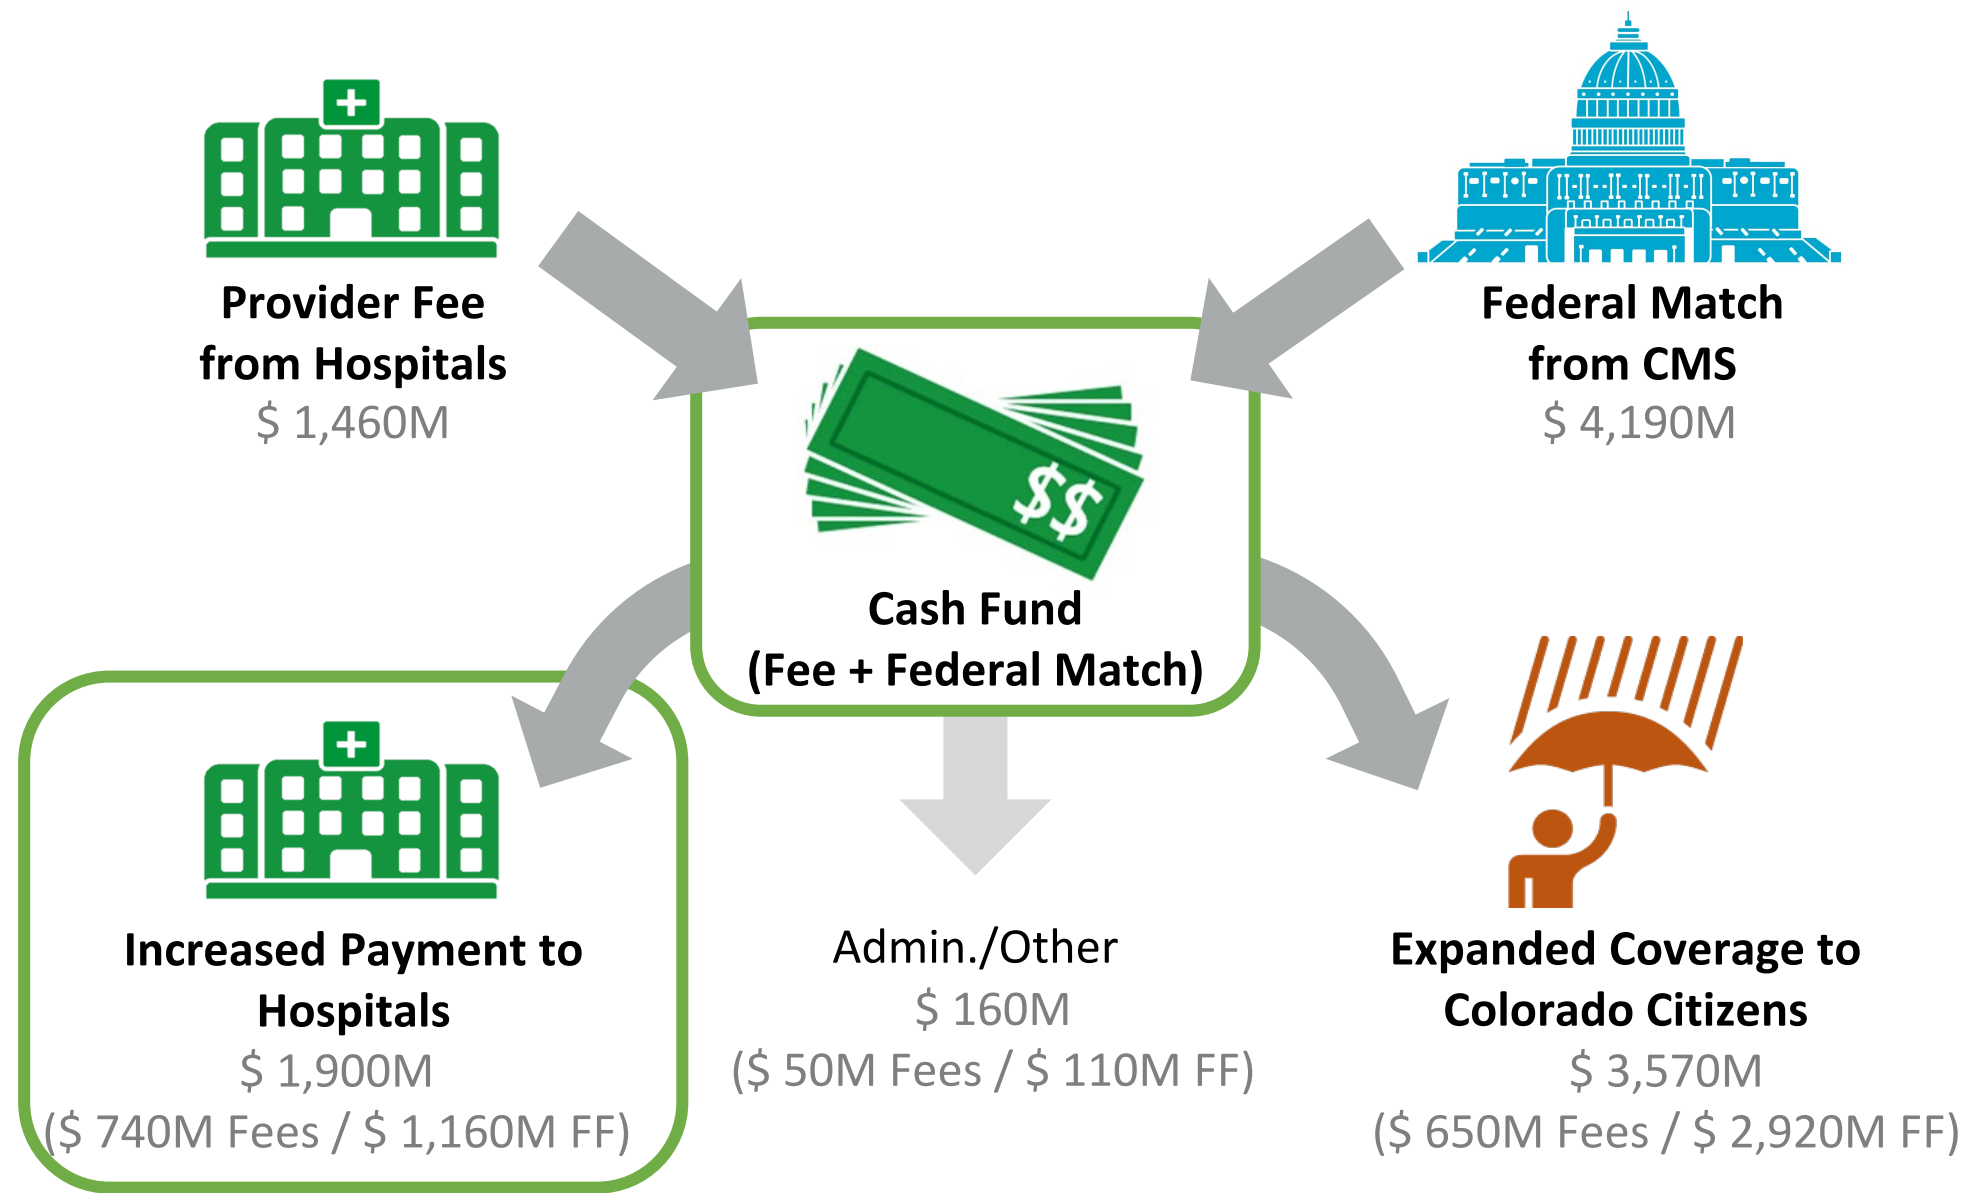 Provider Fee
from Hospitals
$ 1,460M
Federal Match
from CMS
$ 4,190M
$$
Cash Fund
(Fee + Federal Match)
Increased Payment to
Hospitals
$ 1,900M
($ 740M Fees / $ 1,160M FF)
Admin./Other
$ 160M
($ 50M Fees / $ 110M FF)
Expanded Coverage to
Colorado Citizens
$ 3,570M
($ 650M Fees / $ 2,920M FF)